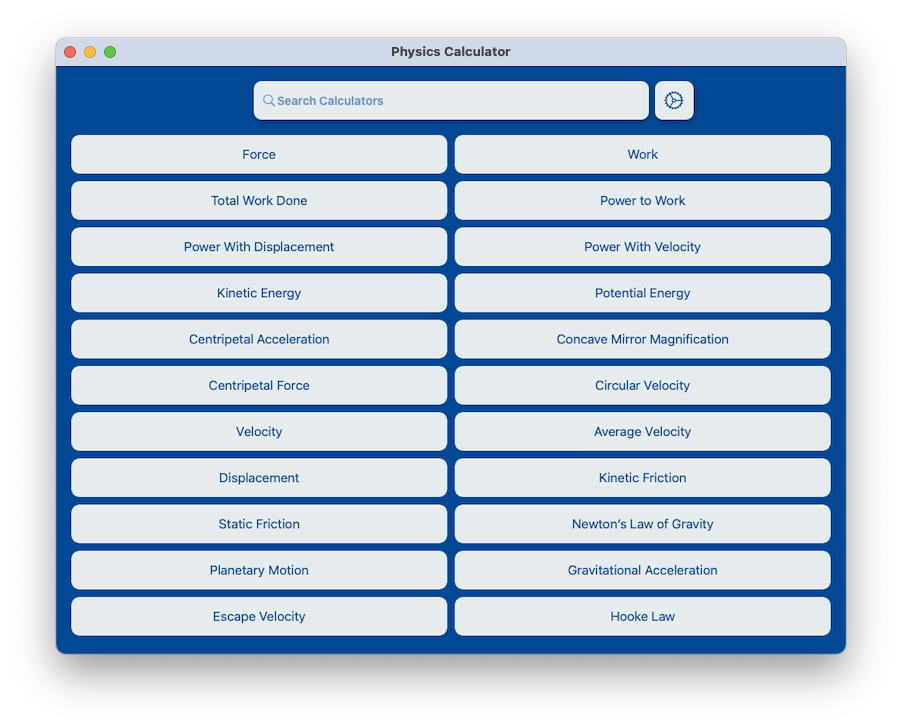 Physics Calculator
Search Calculators
Force
Work
Total Work Done
Power to Work
Power With Displacement
Power With Velocity
Kinetic Energy
Potential Energy
Centripetal Acceleration
Concave Mirror Magnification
Centripetal Force
Circular Velocity
Velocity
Average Velocity
Displacement
Kinetic Friction
Static Friction
Newton’s Law of Gravity
Planetary Motion
Gravitational Acceleration
Escape Velocity
Hooke Law